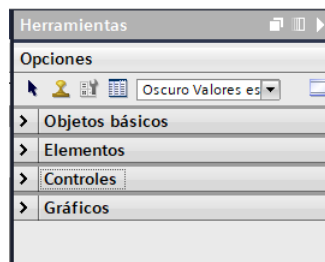 Herramientas
Opciones
Oscuro Valores es
Objetos básicos
Elementos
Controles
Gráficos